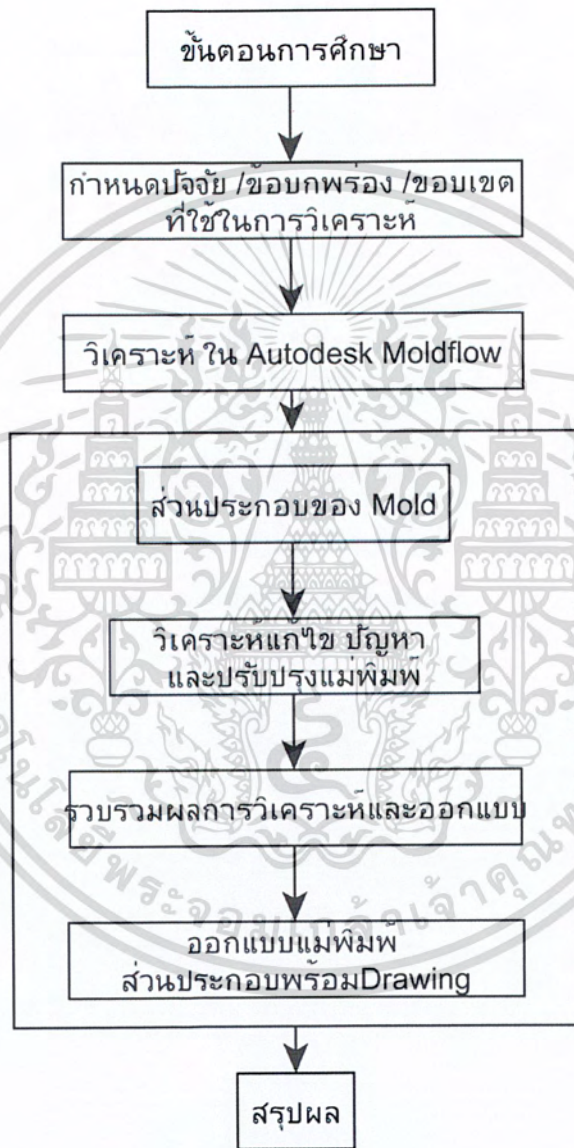 ขั้นตอนการศึกษา
กำหนดปัจจัย /ข้อบกพร่อง /ขอบเขต
ที่ใช้ในการวิเคราะห์
วิเคราะห์ ใน Autodesk Moldflow
ส่วนประกอบของ Mold
วิเคราะห์แก้ไข ปัญหา
และปรับปรุงแม่พิมพ์
รวบรวมผลการวิเคราะห์และออกแบบ
ออกแบบแม่พิมพ์
ส่วนประกอบพร้อมDrawing
สรุปผล